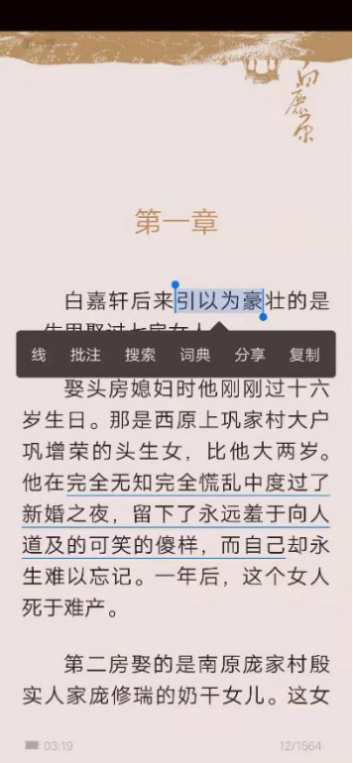 白鹿原
第一章
白嘉轩后来引以为豪壮的是
线 批注 搜索 词典 分享 复制
娶头房媳妇时他刚刚过十六
岁生日。那是西原上巩家村大户
巩增荣的头生女，比他大两岁。
他在完全无知完全慌乱中度过了
新婚之夜，留下了永远羞于向人
道及的可笑的傻样，而自己却永
生难以忘记。一年后，这个女人
死于难产。
第二房娶的是南原庞家村殷
实人家庞修瑞的奶干女儿。这女
03:19 12/1564